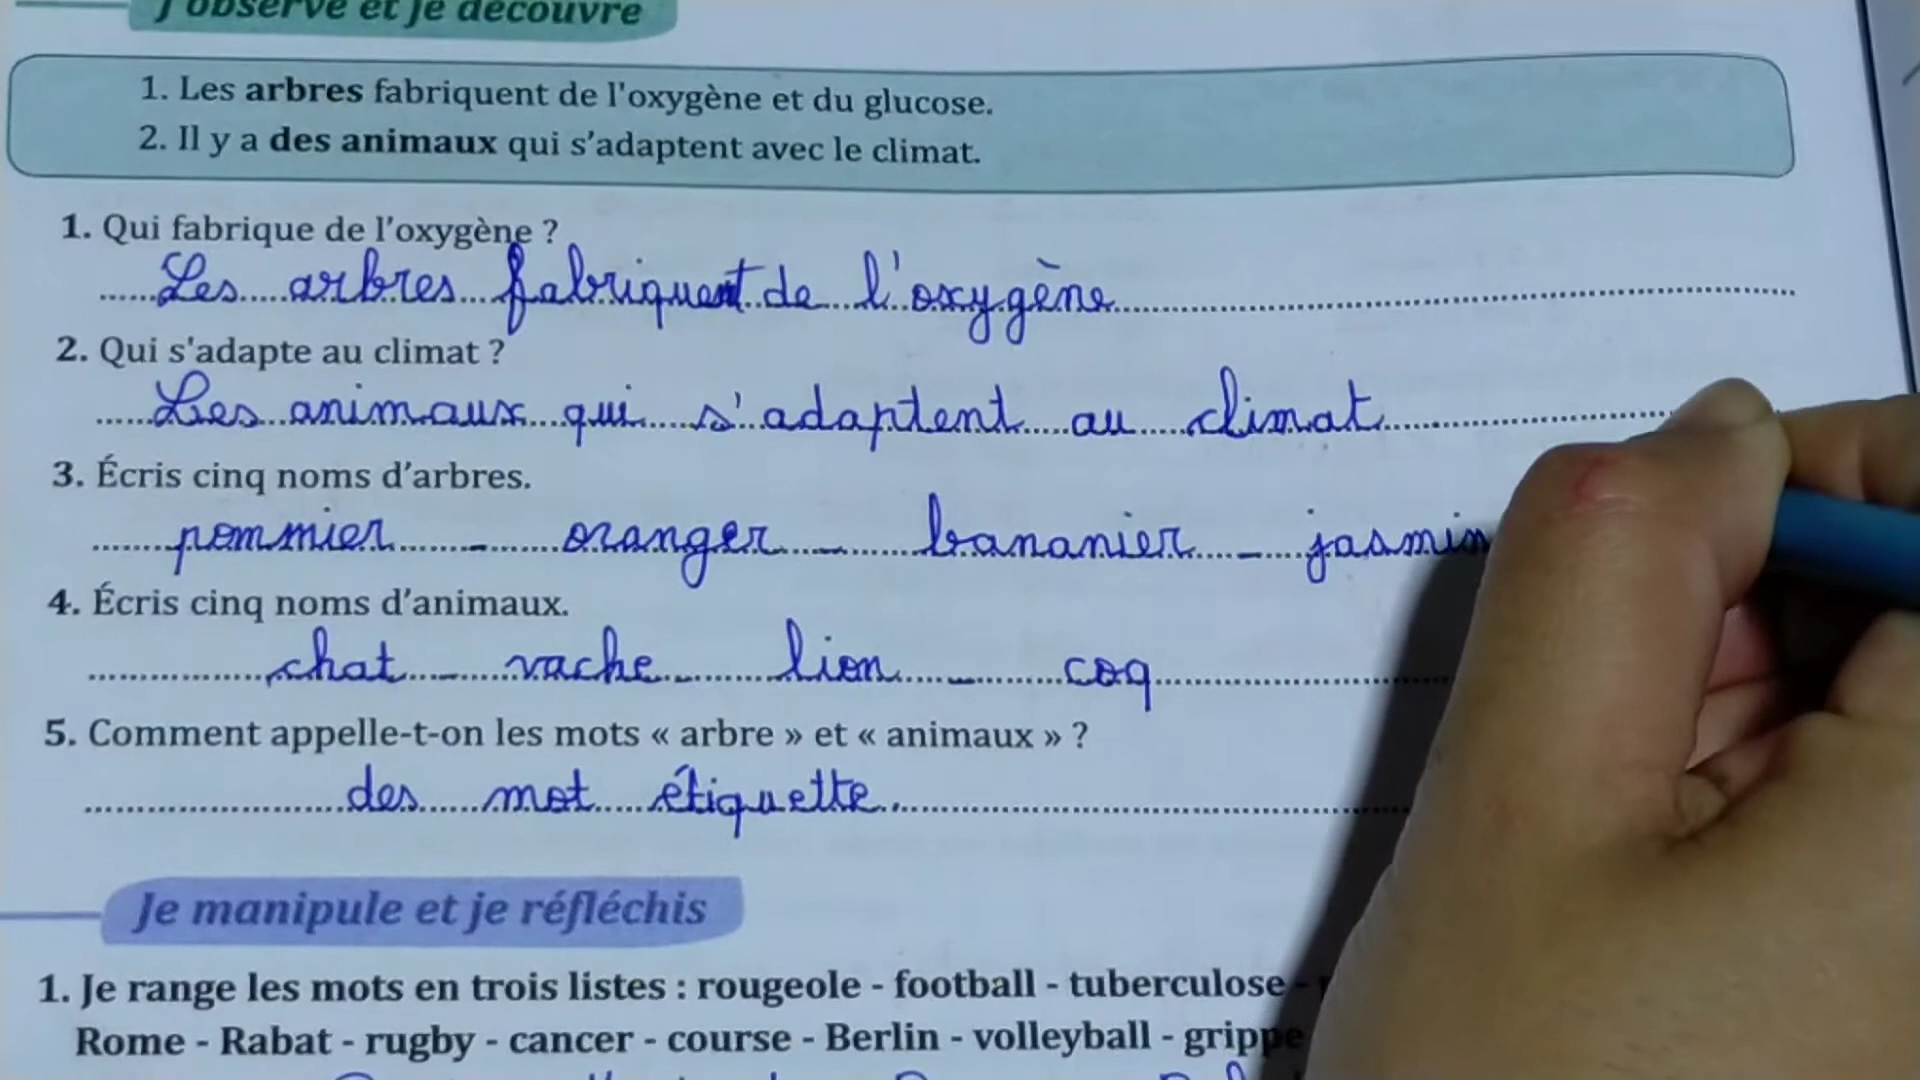 J'observe et je découvre
1. Les arbres fabriquent de l'oxygène et du glucose.
2. Il y a des animaux qui s'adaptent avec le climat.
1. Qui fabrique de l'oxygène ?
Les arbres fabriquent de l'oxygène
2. Qui s'adapte au climat ?
Les animaux qui s'adaptent au climat
3. Écris cinq noms d'arbres.
pommier - oranger - bananier - jasmin
4. Écris cinq noms d'animaux.
chat - vache - lion - coq
5. Comment appelle-t-on les mots « arbre » et « animaux » ?
des mot étiquette.
Je manipule et je réfléchis
1. Je range les mots en trois listes : rougeole - football - tuberculose -
Rome - Rabat - rugby - cancer - course - Berlin - volleyball - grippe